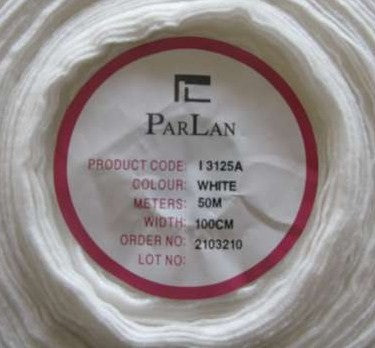 PARLAN
PRODUCT CODE: I 3125A
COLOUR: WHITE
METERS: 50M
WIDTH: 100CM
ORDER NO: 2103210
LOT NO: